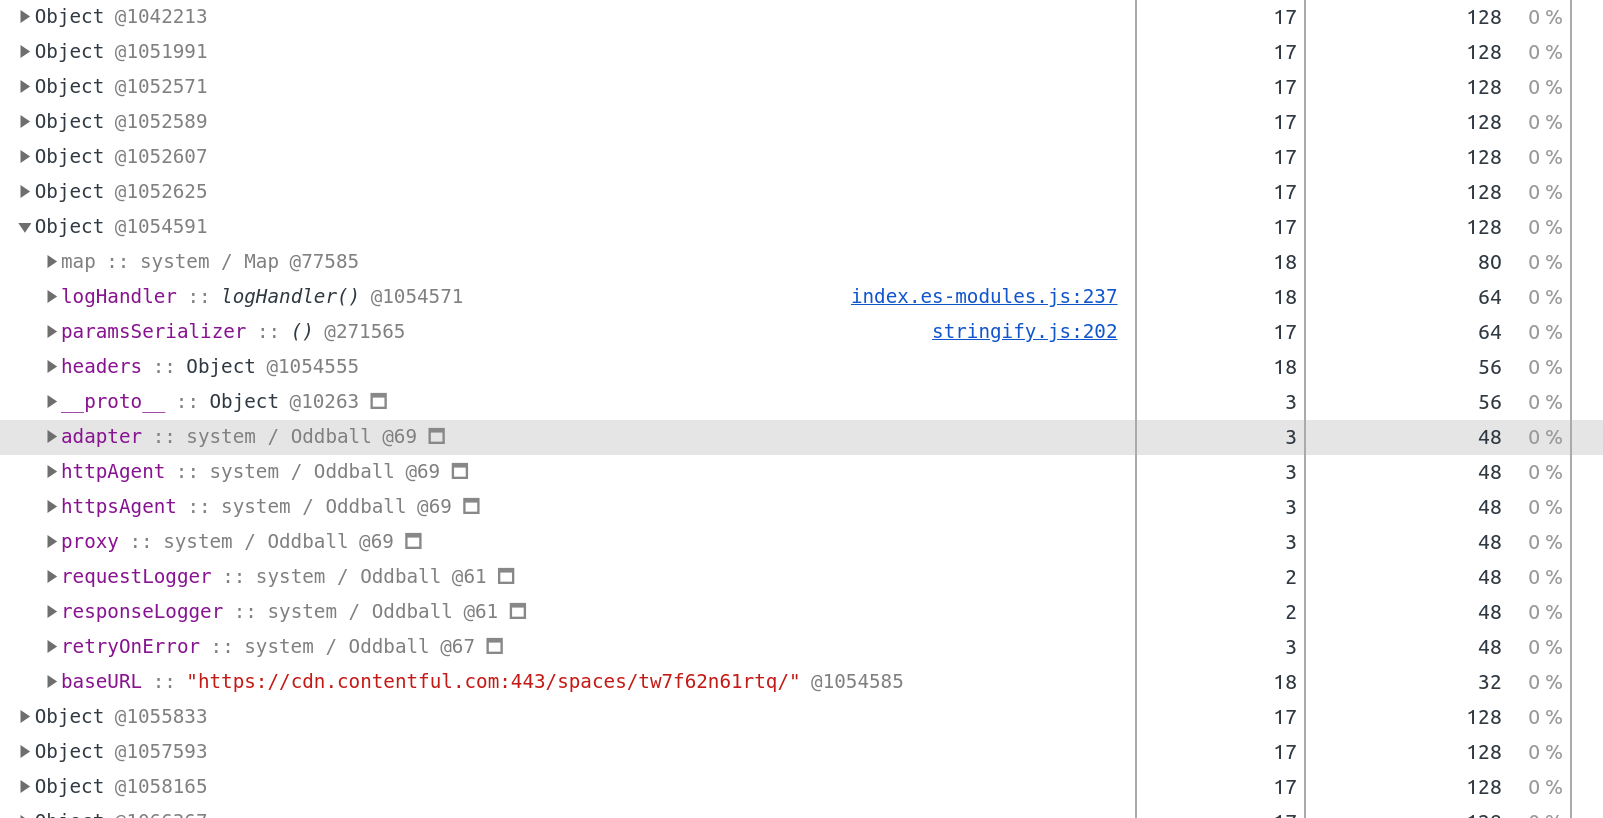 Object @1042213 17 128 0 %
Object @1051991 17 128 0 %
Object @1052571 17 128 0 %
Object @1052589 17 128 0 %
Object @1052607 17 128 0 %
Object @1052625 17 128 0 %
Object @1054591 17 128 0 %
map :: system / Map @77585 18 80 0 %
logHandler :: logHandler() @1054571 index.es-modules.js:237 18 64 0 %
paramsSerializer :: () @271565 stringify.js:202 17 64 0 %
headers :: Object @1054555 18 56 0 %
__proto__ :: Object @10263 3 56 0 %
adapter :: system / Oddball @69 3 48 0 %
httpAgent :: system / Oddball @69 3 48 0 %
httpsAgent :: system / Oddball @69 3 48 0 %
proxy :: system / Oddball @69 3 48 0 %
requestLogger :: system / Oddball @61 2 48 0 %
responseLogger :: system / Oddball @61 2 48 0 %
retryOnError :: system / Oddball @67 3 48 0 %
baseURL :: "https://cdn.contentful.com:443/spaces/tw7f62n61rtq/" @1054585 18 32 0 %
Object @1055833 17 128 0 %
Object @1057593 17 128 0 %
Object @1058165 17 128 0 %
Object 17 128 0 %